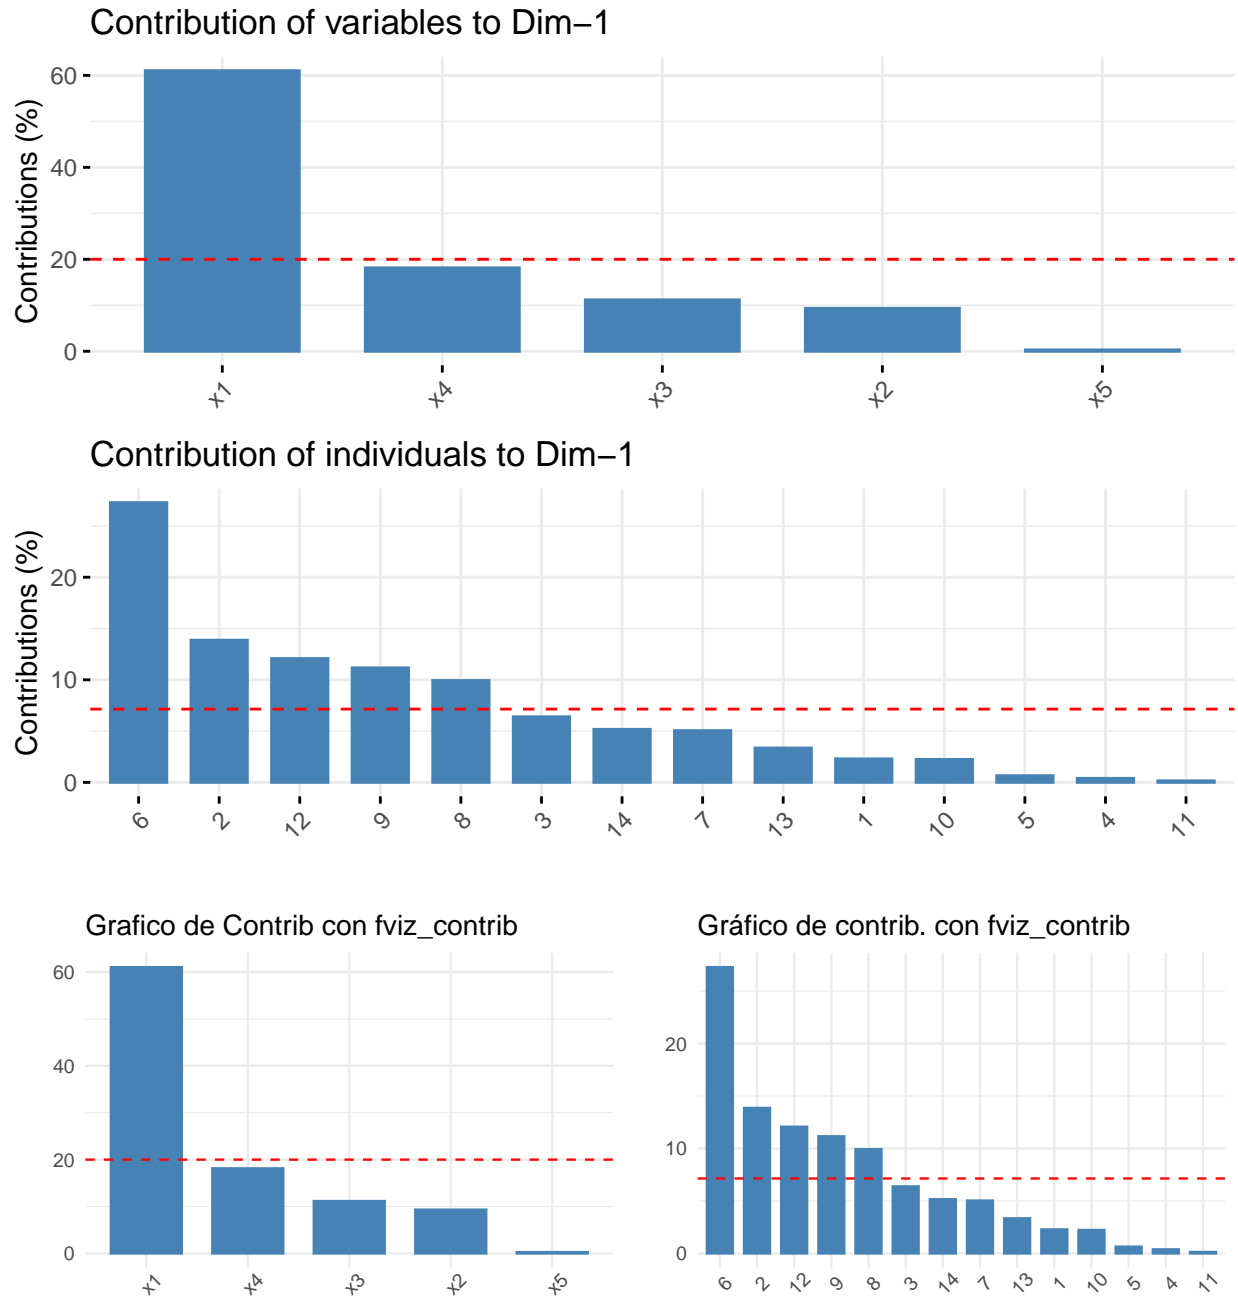 Contribution of variables to Dim−1
Contributions (%)
60
40
20
0
x1 x4 x3 x2 x5
Contribution of individuals to Dim−1
Contributions (%)
20
10
0
6 2 12 9 8 3 14 7 13 1 10 5 4 11
Grafico de Contrib con fviz_contrib
60
40
20
0
x1 x4 x3 x2 x5
Gráfico de contrib. con fviz_contrib
20
10
0
6 2 12 9 8 3 14 7 13 1 10 5 4 11